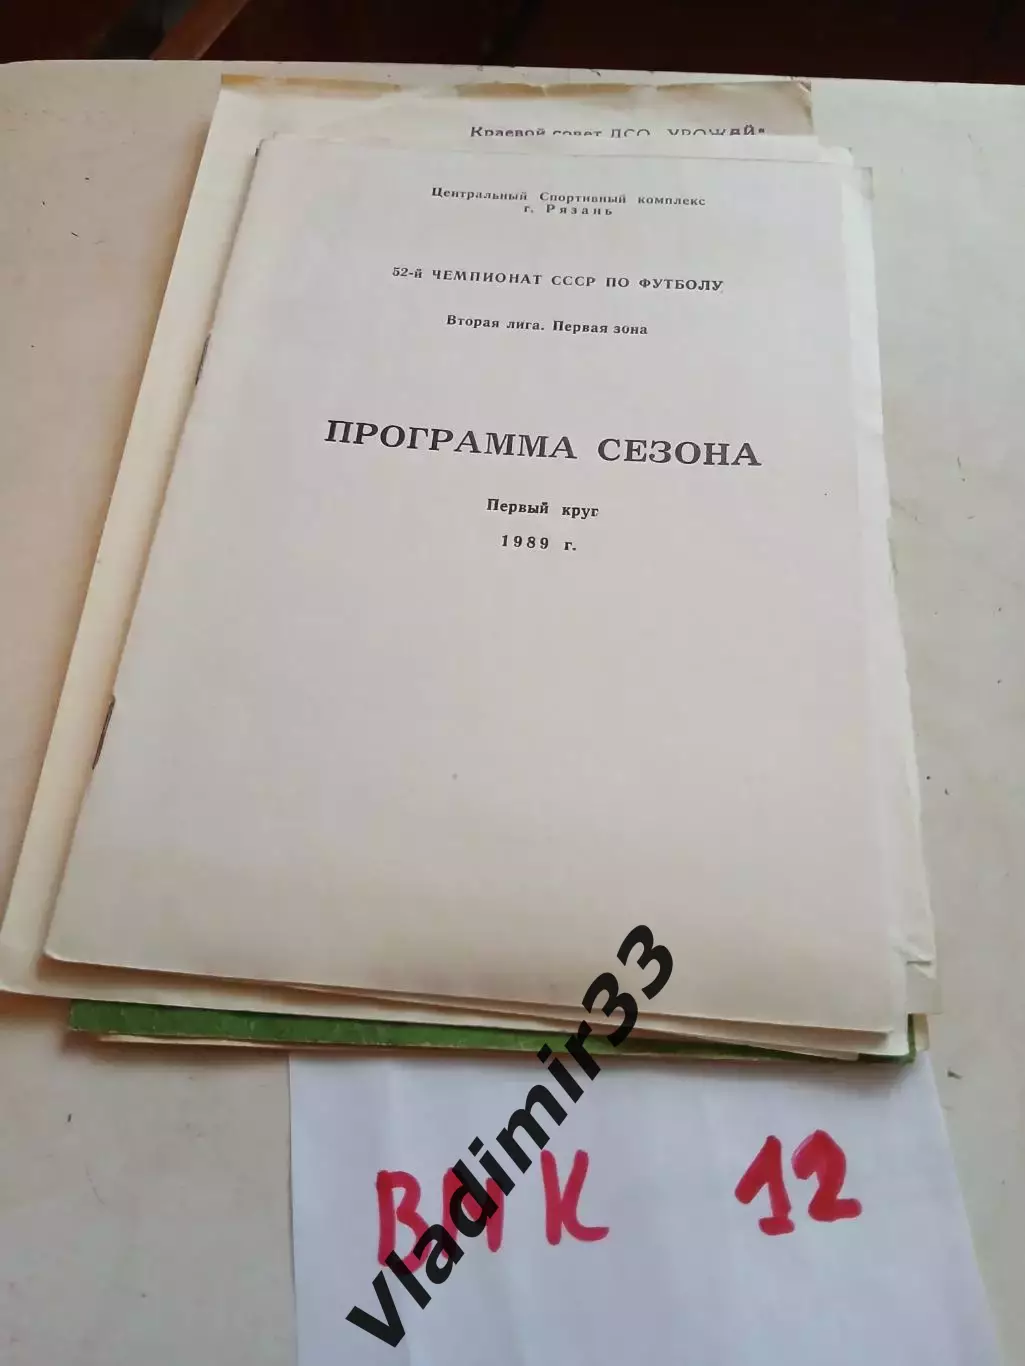 Краевой совет ДСО „УРОЖАЙ"
Центральный Спортивный комплекс
г. Рязань
52-й ЧЕМПИОНАТ СССР ПО ФУТБОЛУ
Вторая лига. Первая зона
ПРОГРАММА СЕЗОНА
Первый круг
1989 г.
vladimir33
12